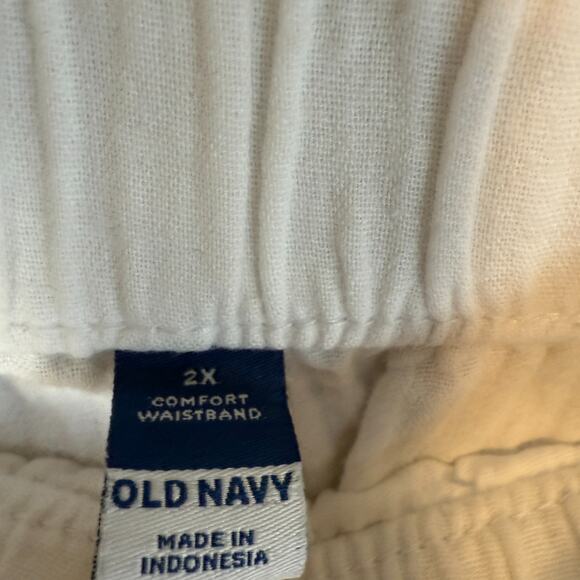 2X
COMFORT
WAISTBAND
OLD NAVY
MADE IN
INDONESIA